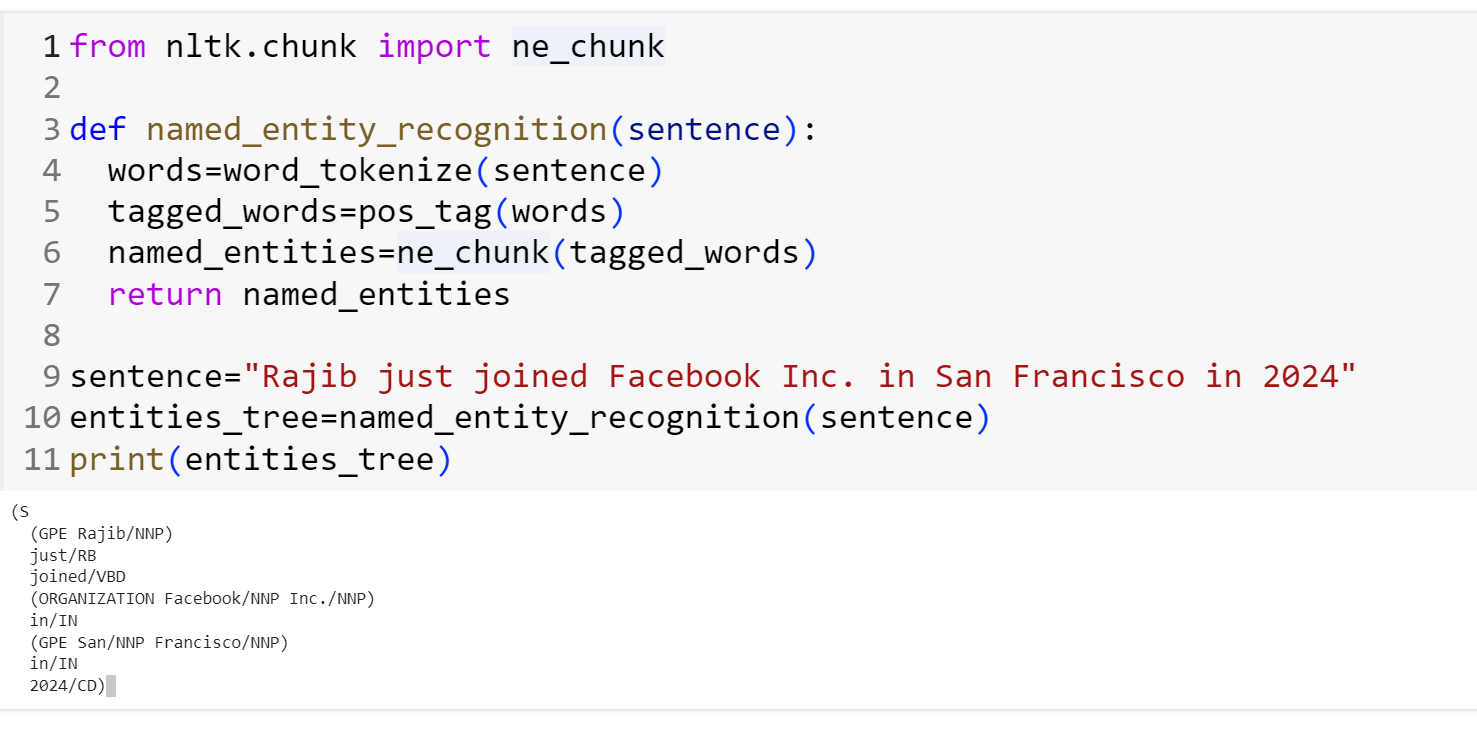 1 from nltk.chunk import ne_chunk
2
3 def named_entity_recognition(sentence):
4   words=word_tokenize(sentence)
5   tagged_words=pos_tag(words)
6   named_entities=ne_chunk(tagged_words)
7   return named_entities
8
9 sentence="Rajib just joined Facebook Inc. in San Francisco in 2024"
10 entities_tree=named_entity_recognition(sentence)
11 print(entities_tree)
(S
  (GPE Rajib/NNP)
  just/RB
  joined/VBD
  (ORGANIZATION Facebook/NNP Inc./NNP)
  in/IN
  (GPE San/NNP Francisco/NNP)
  in/IN
  2024/CD)